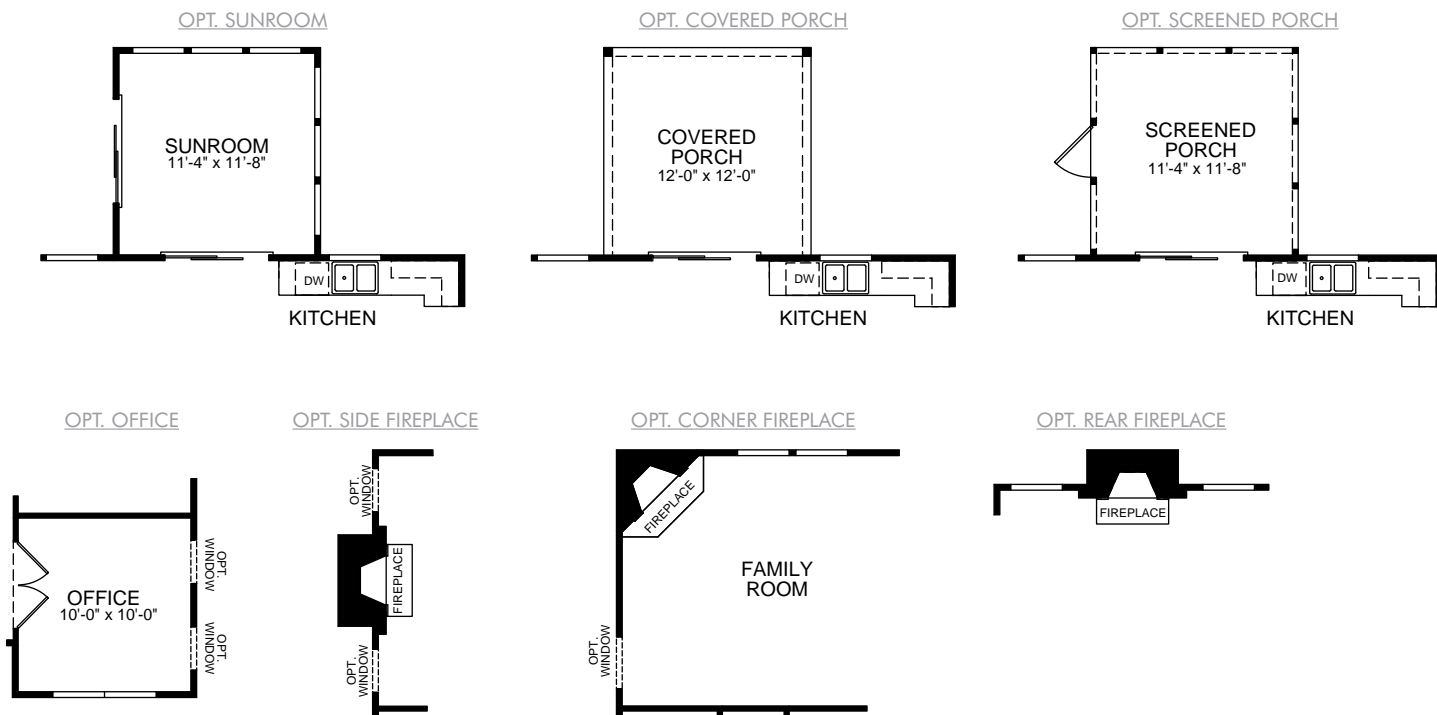 OPT. SUNROOM
SUNROOM
11'-4" x 11'-8"
DW
KITCHEN
OPT. COVERED PORCH
COVERED
PORCH
12'-0" x 12'-0"
DW
KITCHEN
OPT. SCREENED PORCH
SCREENED
PORCH
11'-4" x 11'-8"
DW
KITCHEN
OPT. OFFICE
OFFICE
10'-0" x 10'-0"
OPT.
WINDOW
OPT.
WINDOW
OPT. SIDE FIREPLACE
OPT.
WINDOW
FIREPLACE
OPT.
WINDOW
OPT. CORNER FIREPLACE
FIREPLACE
FAMILY
ROOM
OPT.
WINDOW
OPT. REAR FIREPLACE
FIREPLACE